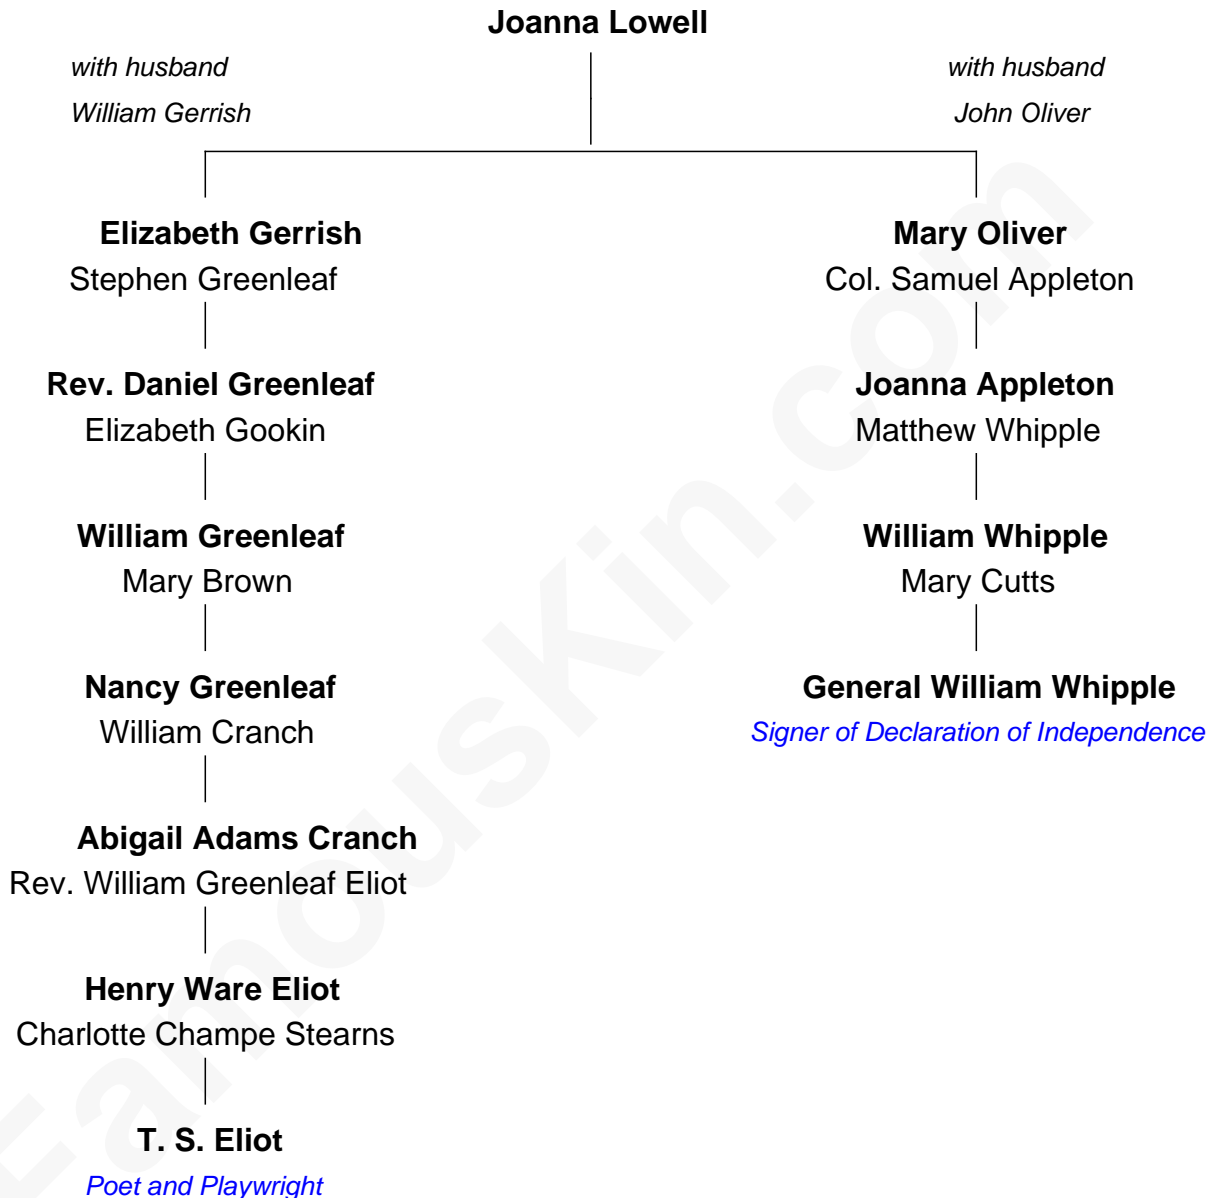 Joanna Lowell
with husband
William Gerrish
with husband
John Oliver
Elizabeth Gerrish
Stephen Greenleaf
Mary Oliver
Col. Samuel Appleton
Rev. Daniel Greenleaf
Elizabeth Gookin
Joanna Appleton
Matthew Whipple
William Greenleaf
Mary Brown
William Whipple
Mary Cutts
Nancy Greenleaf
William Cranch
General William Whipple
Signer of Declaration of Independence
Abigail Adams Cranch
Rev. William Greenleaf Eliot
Henry Ware Eliot
Charlotte Champe Stearns
T. S. Eliot
Poet and Playwright
FamousKin.com